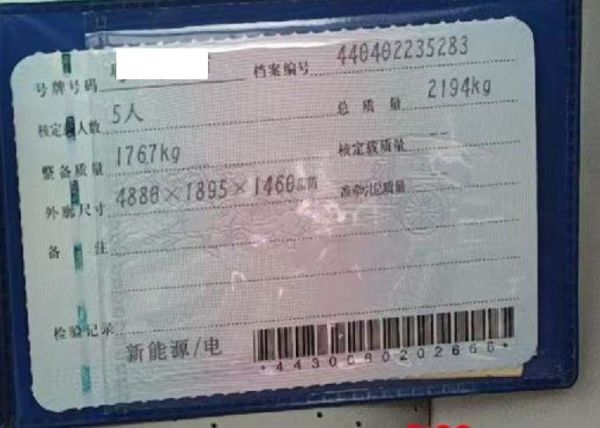 号牌号码
档案编号 440402235283
核定载人数 5人 总质量 2194kg
整备质量 1767kg 核定载质量 --
外廓尺寸 4880×1895×1460mm 准牵引总质量 --
备注
检验记录
新能源/电
*4430080202666*